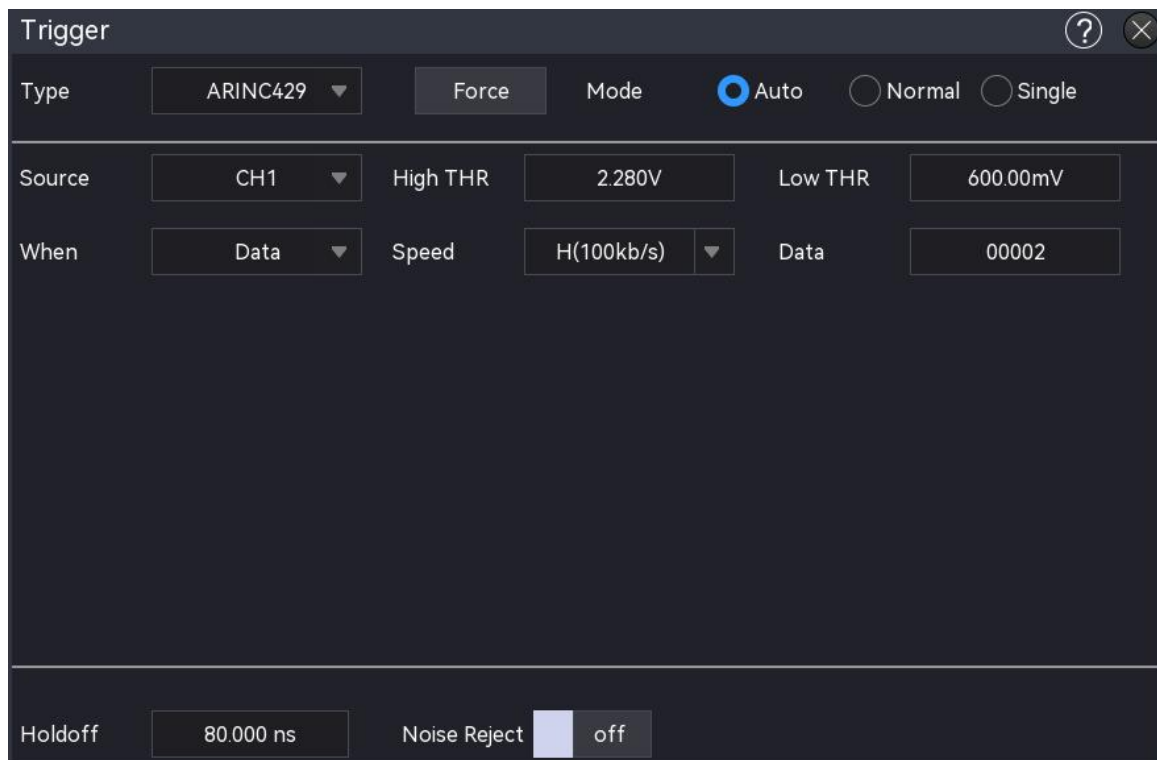 Trigger
Type ARINC429 Force Mode Auto Normal Single
Source CH1 High THR 2.280V Low THR 600.00mV
When Data Speed H(100kb/s) Data 00002
Holdoff 80.000 ns Noise Reject off